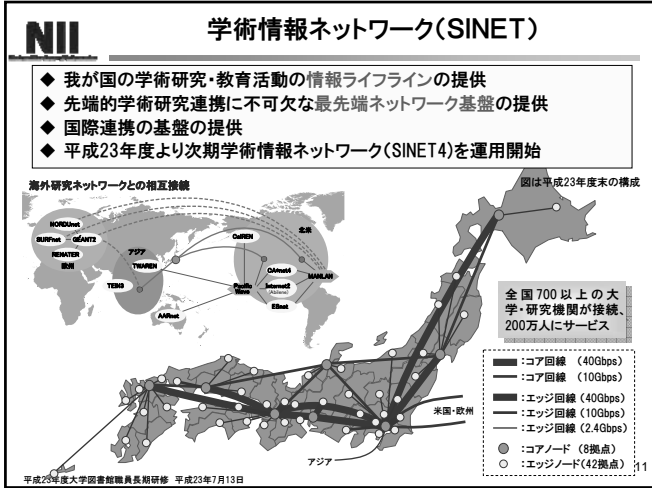 NII
学術情報ネットワーク(SINET)
◆ 我が国の学術研究・教育活動の情報ライフラインの提供
◆ 先端的学術研究連携に不可欠な最先端ネットワーク基盤の提供
◆ 国際連携の基盤の提供
◆ 平成23年度より次期学術情報ネットワーク(SINET4)を運用開始
海外研究ネットワークとの相互接続
図は平成23年度末の構成
NORDUnet
SURFnet
GÉANT2
RENATER
欧州
アジア
TWAREN
TEIN3
AARnet
北米
CalREN
CA*net4
Pacific
Wave
Internet2
(Abilene)
MANLAN
ESnet
全国700以上の大
学・研究機関が接続、
200万人にサービス
:コア回線 (40Gbps)
:コア回線 (10Gbps)
:エッジ回線(40Gbps)
:エッジ回線(10Gbps)
:エッジ回線(2.4Gbps)
:コアノード (8拠点)
:エッジノード(42拠点)
米国・欧州
アジア
平成23年度大学図書館職員長期研修 平成23年7月13日
11